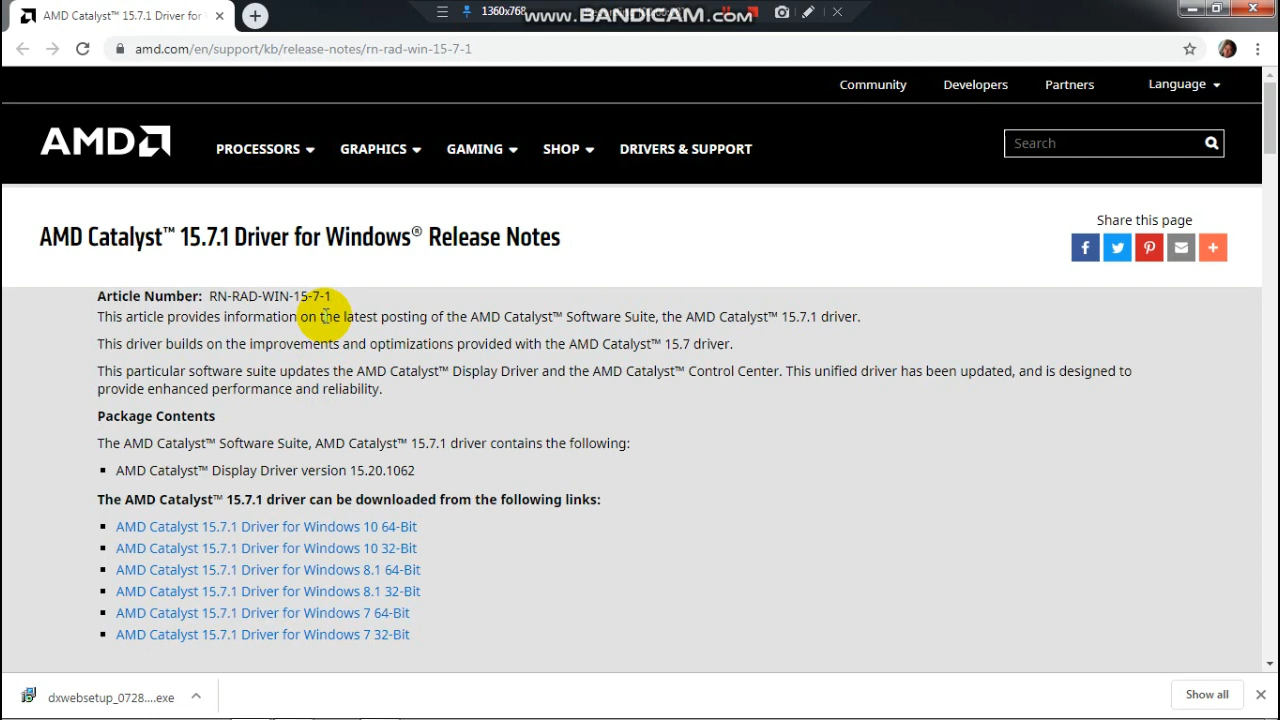 AMD Catalyst™ 15.7.1 Driver for
1360x768
www.BANDICAM.com
amd.com/en/support/kb/release-notes/rn-rad-win-15-7-1
Community Developers Partners Language
AMD PROCESSORS GRAPHICS GAMING SHOP DRIVERS & SUPPORT Search
Share this page
AMD Catalyst™ 15.7.1 Driver for Windows® Release Notes
Article Number: RN-RAD-WIN-15-7-1
This article provides information on the latest posting of the AMD Catalyst™ Software Suite, the AMD Catalyst™ 15.7.1 driver.
This driver builds on the improvements and optimizations provided with the AMD Catalyst™ 15.7 driver.
This particular software suite updates the AMD Catalyst™ Display Driver and the AMD Catalyst™ Control Center. This unified driver has been updated, and is designed to
provide enhanced performance and reliability.
Package Contents
The AMD Catalyst™ Software Suite, AMD Catalyst™ 15.7.1 driver contains the following:
AMD Catalyst™ Display Driver version 15.20.1062
The AMD Catalyst™ 15.7.1 driver can be downloaded from the following links:
AMD Catalyst 15.7.1 Driver for Windows 10 64-Bit
AMD Catalyst 15.7.1 Driver for Windows 10 32-Bit
AMD Catalyst 15.7.1 Driver for Windows 8.1 64-Bit
AMD Catalyst 15.7.1 Driver for Windows 8.1 32-Bit
AMD Catalyst 15.7.1 Driver for Windows 7 64-Bit
AMD Catalyst 15.7.1 Driver for Windows 7 32-Bit
dxwebsetup_0728....exe
Show all